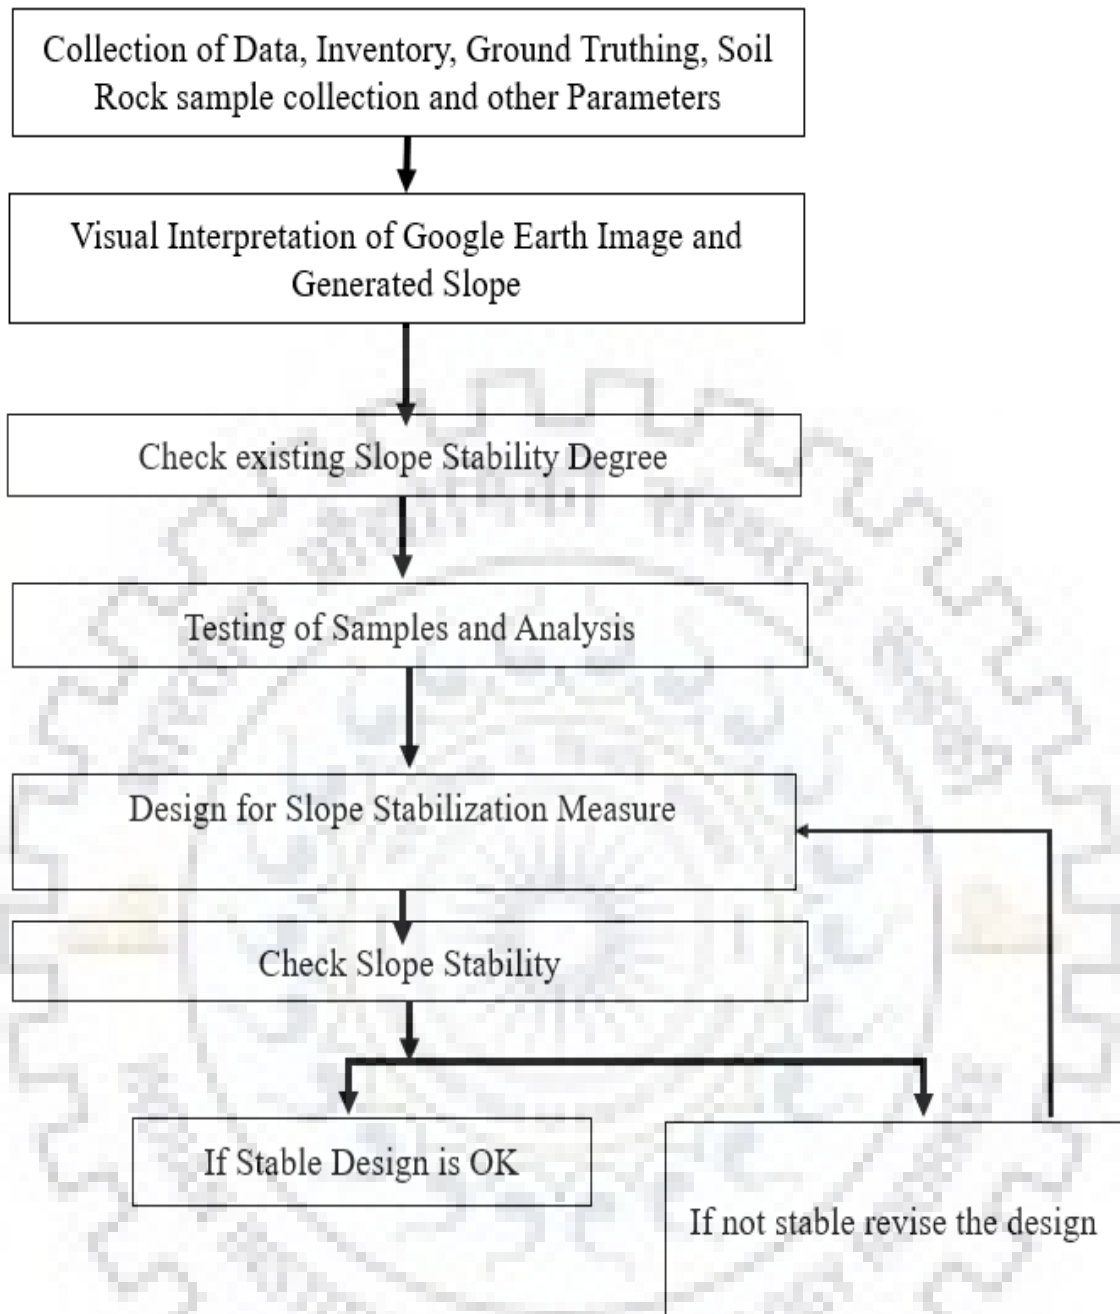 Collection of Data, Inventory, Ground Truthing, Soil
Rock sample collection and other Parameters
Visual Interpretation of Google Earth Image and
Generated Slope
Check existing Slope Stability Degree
Testing of Samples and Analysis
Design for Slope Stabilization Measure
Check Slope Stability
If Stable Design is OK
If not stable revise the design